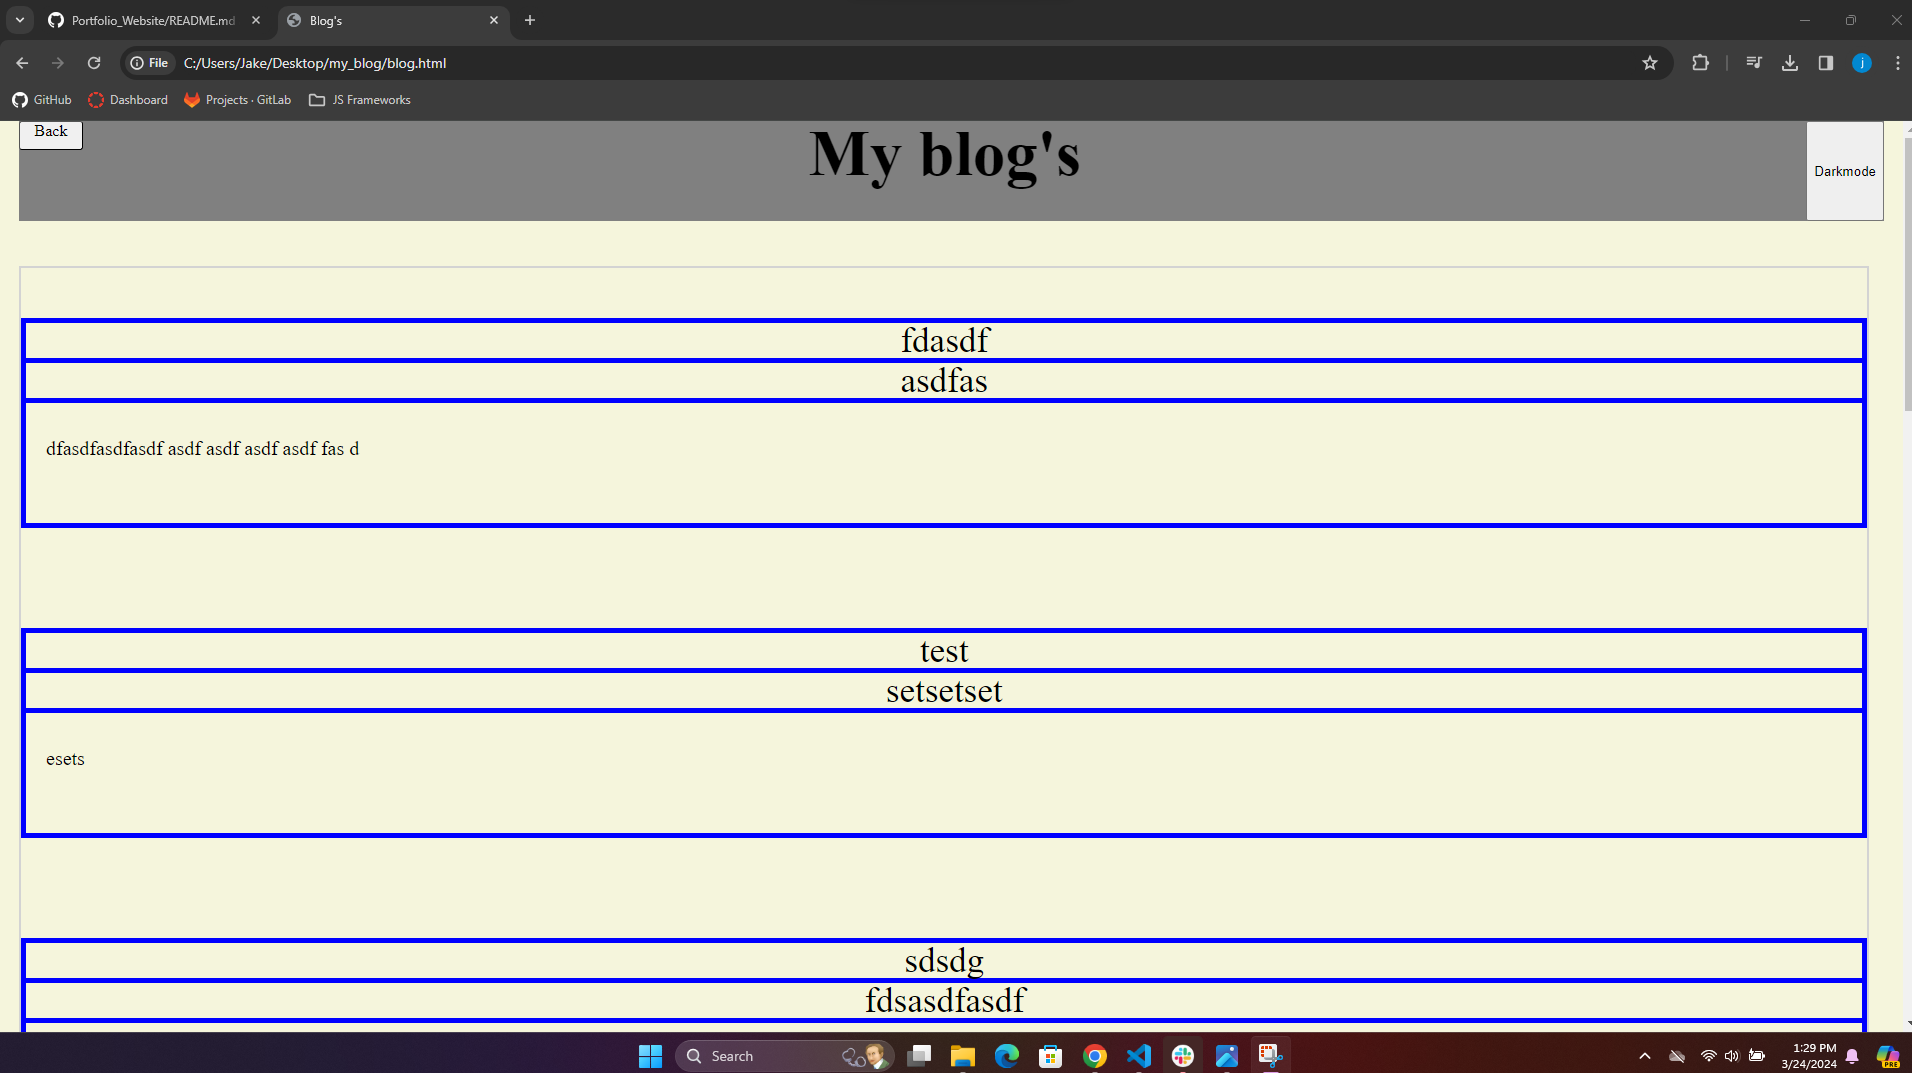 Portfolio_Website/README.md
Blog's
File
C:/Users/Jake/Desktop/my_blog/blog.html
j
GitHub
Dashboard
Projects · GitLab
JS Frameworks
Back
My blog's
Darkmode
fdasdf
asdfas
dfasdfasdfasdf asdf asdf asdf asdf fas d
test
setsetset
esets
sdsdg
fdsasdfasdf
Search
1:29 PM
3/24/2024
PRE